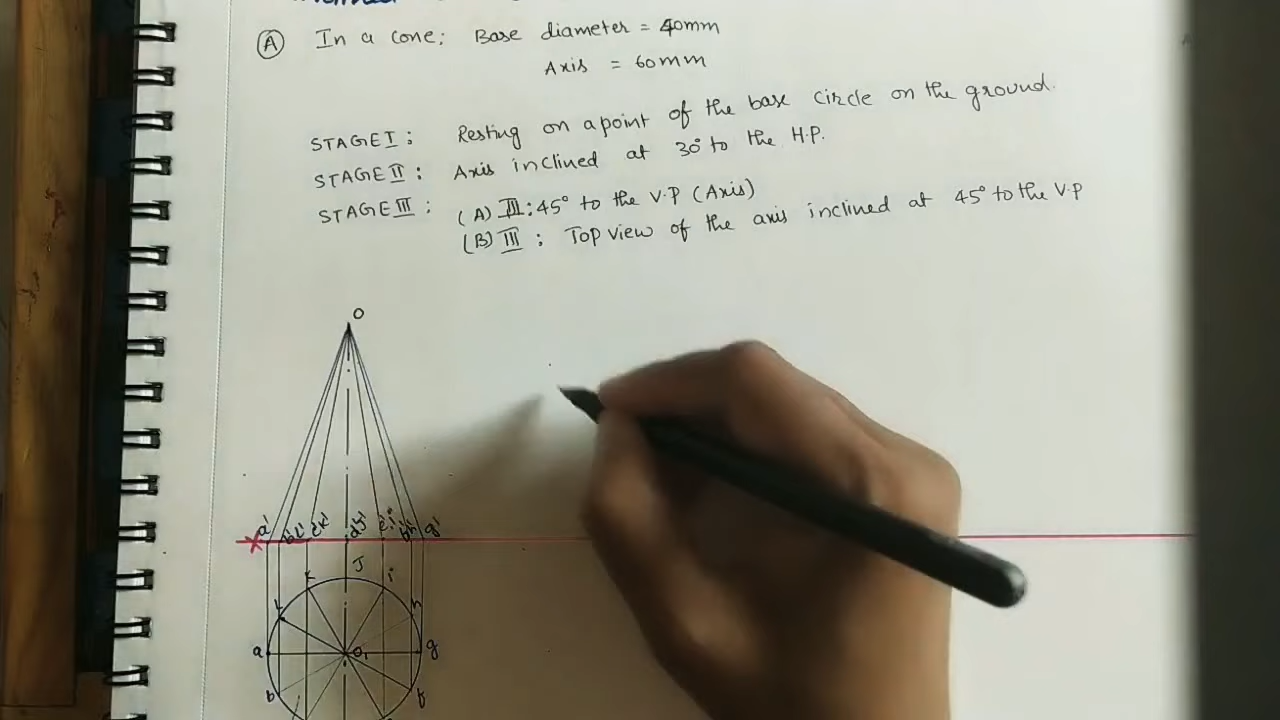 Ⓐ In a cone: Base diameter = 40mm
Axis = 60mm
STAGE I : Resting on a point of the base circle on the ground.
STAGE II : Axis inclined at 30° to the H.P.
STAGE III : (A) III : 45° to the V.P (Axis)
(B) III : Top view of the axis inclined at 45° to the V.P
O
a' b'l' c'k' d'j' e'i' f'h' g'
X
J
k i
l h
a O₁ g
b f